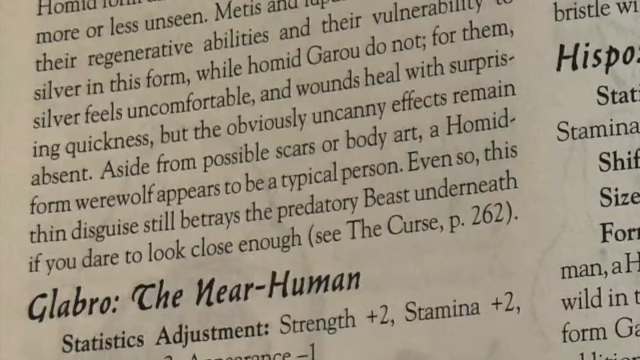 Homid form
more or less unseen. Metis and
their regenerative abilities and their vulnerability to
silver in this form, while homid Garou do not; for them,
silver feels uncomfortable, and wounds heal with surpris-
ing quickness, but the obviously uncanny effects remain
absent. Aside from possible scars or body art, a Homid-
form werewolf appears to be a typical person. Even so, this
thin disguise still betrays the predatory Beast underneath
if you dare to look close enough (see The Curse, p. 262).
Glabro: The Near-Human
Statistics Adjustment: Strength +2, Stamina +2,
Appearance –1
bristle wi
Hispo:
Stati
Stamina
Shif
Size
For
man, a H
wild in t
form Ga